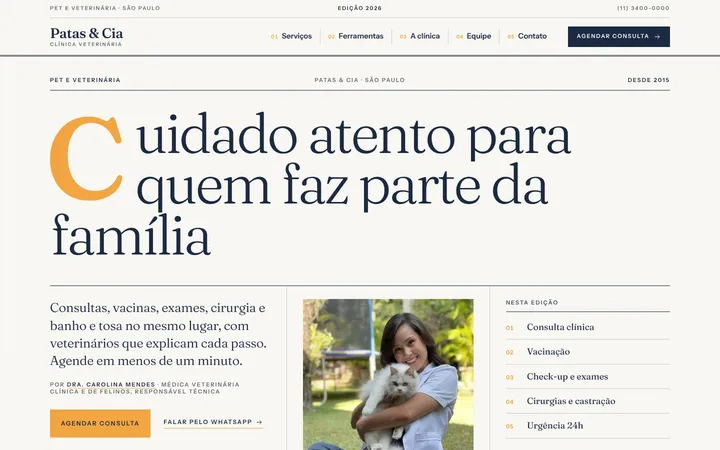 PET E VETERINÁRIA · SÃO PAULO
EDIÇÃO 2026
(11) 3400-0000
Patas & Cia
CLÍNICA VETERINÁRIA
01 Serviços
02 Ferramentas
03 A clínica
04 Equipe
05 Contato
AGENDAR CONSULTA →
PET E VETERINÁRIA
PATAS & CIA · SÃO PAULO
DESDE 2015
Cuidado atento para
quem faz parte da
família
Consultas, vacinas, exames, cirurgia e
banho e tosa no mesmo lugar, com
veterinários que explicam cada passo.
Agende em menos de um minuto.
POR DRA. CAROLINA MENDES · MÉDICA VETERINÁRIA
CLÍNICA E DE FELINOS, RESPONSÁVEL TÉCNICA
AGENDAR CONSULTA
FALAR PELO WHATSAPP →
NESTA EDIÇÃO
01 Consulta clínica
02 Vacinação
03 Check-up e exames
04 Cirurgias e castração
05 Urgência 24h